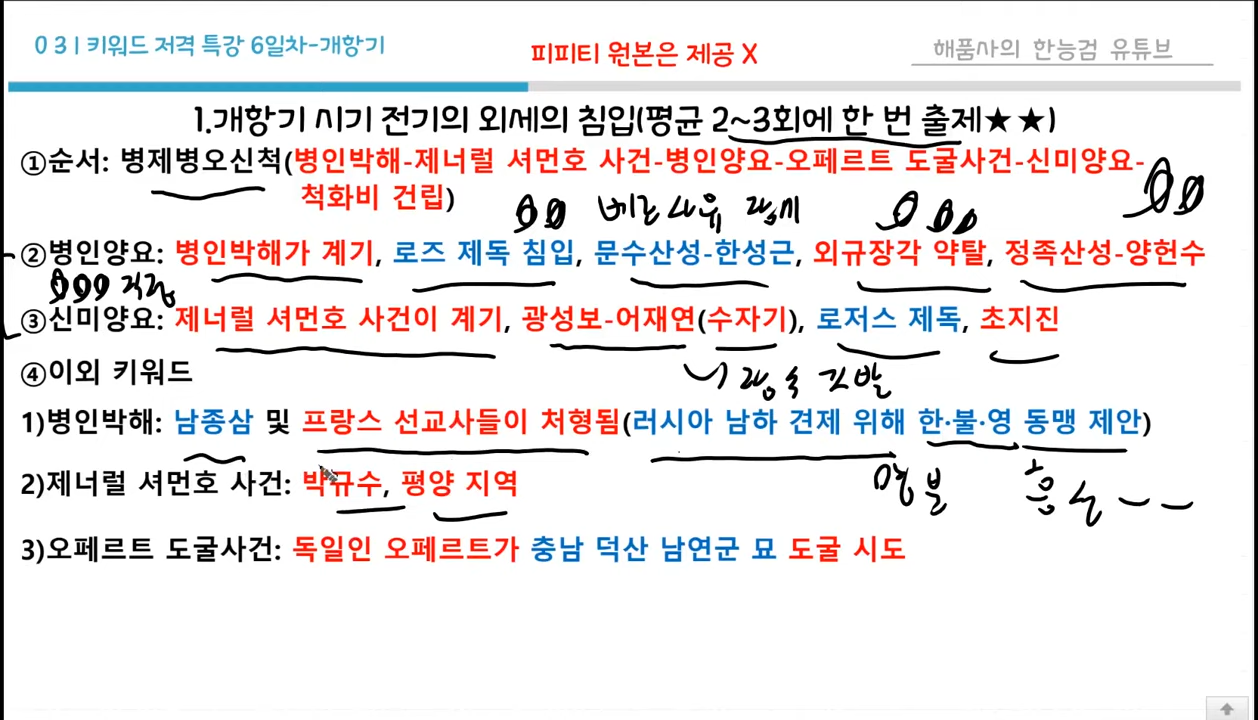 03 | 키워드 저격 특강 6일차-개항기
피피티 원본은 제공 X
해품사의 한능검 유튜브
1.개항기 시기 전기의 외세의 침입(평균 2~3회에 한 번 출제★★)
①순서: 병제병오신척(병인박해-제너럴 셔먼호 사건-병인양요-오페르트 도굴사건-신미양요-
척화비 건립)
②병인양요: 병인박해가 계기, 로즈 제독 침입, 문수산성-한성근, 외규장각 약탈, 정족산성-양헌수
③신미양요: 제너럴 셔먼호 사건이 계기, 광성보-어재연(수자기), 로저스 제독, 초지진
④이외 키워드
1)병인박해: 남종삼 및 프랑스 선교사들이 처형됨(러시아 남하 견제 위해 한·불·영 동맹 제안)
2)제너럴 셔먼호 사건: 박규수, 평양 지역
3)오페르트 도굴사건: 독일인 오페르트가 충남 덕산 남연군 묘 도굴 시도